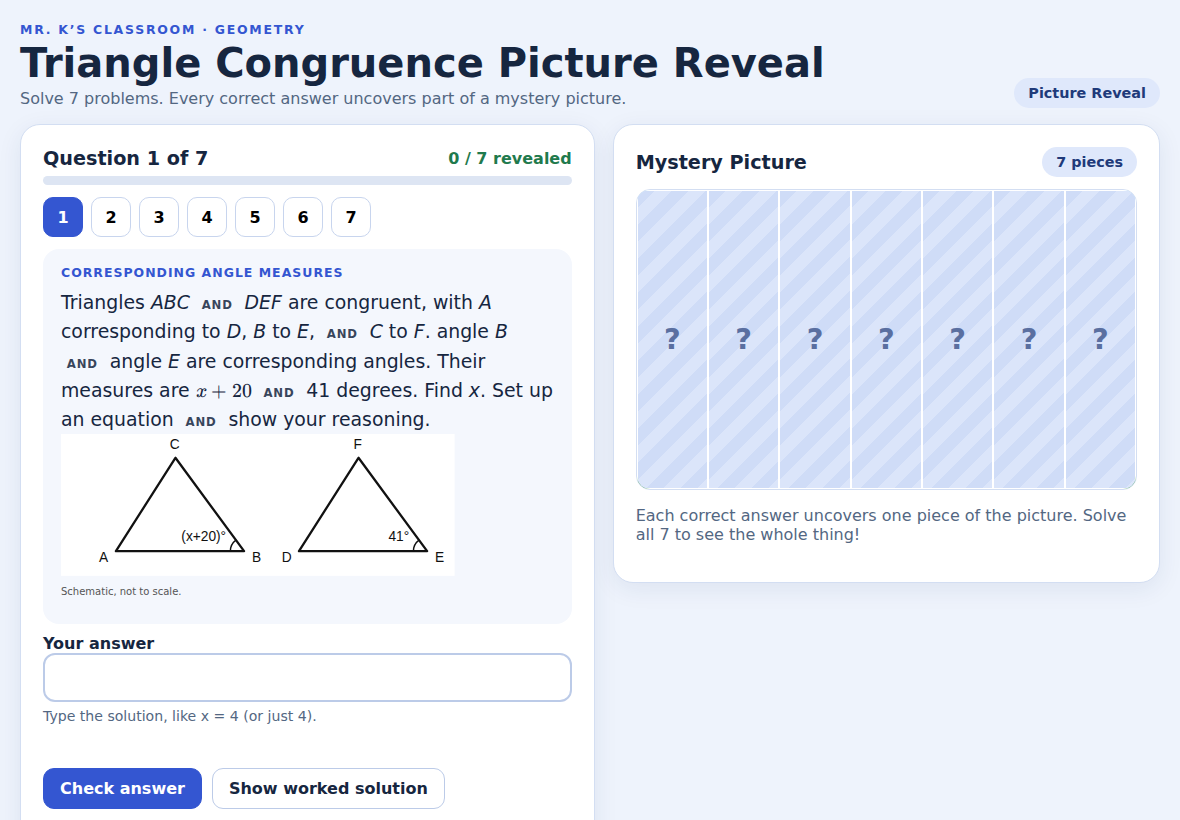 MR. K’S CLASSROOM · GEOMETRY
Triangle Congruence Picture Reveal
Solve 7 problems. Every correct answer uncovers part of a mystery picture.
Picture Reveal
Question 1 of 7
0 / 7 revealed
1 2 3 4 5 6 7
CORRESPONDING ANGLE MEASURES
Triangles ABC AND DEF are congruent, with A
corresponding to D, B to E, AND C to F. angle B
AND angle E are corresponding angles. Their
measures are x + 20 AND 41 degrees. Find x. Set up
an equation AND show your reasoning.
C F
(x+20)° 41°
A B D E
Schematic, not to scale.
Your answer
Type the solution, like x = 4 (or just 4).
Check answer
Show worked solution
Mystery Picture
7 pieces
? ? ? ? ? ? ?
Each correct answer uncovers one piece of the picture. Solve
all 7 to see the whole thing!